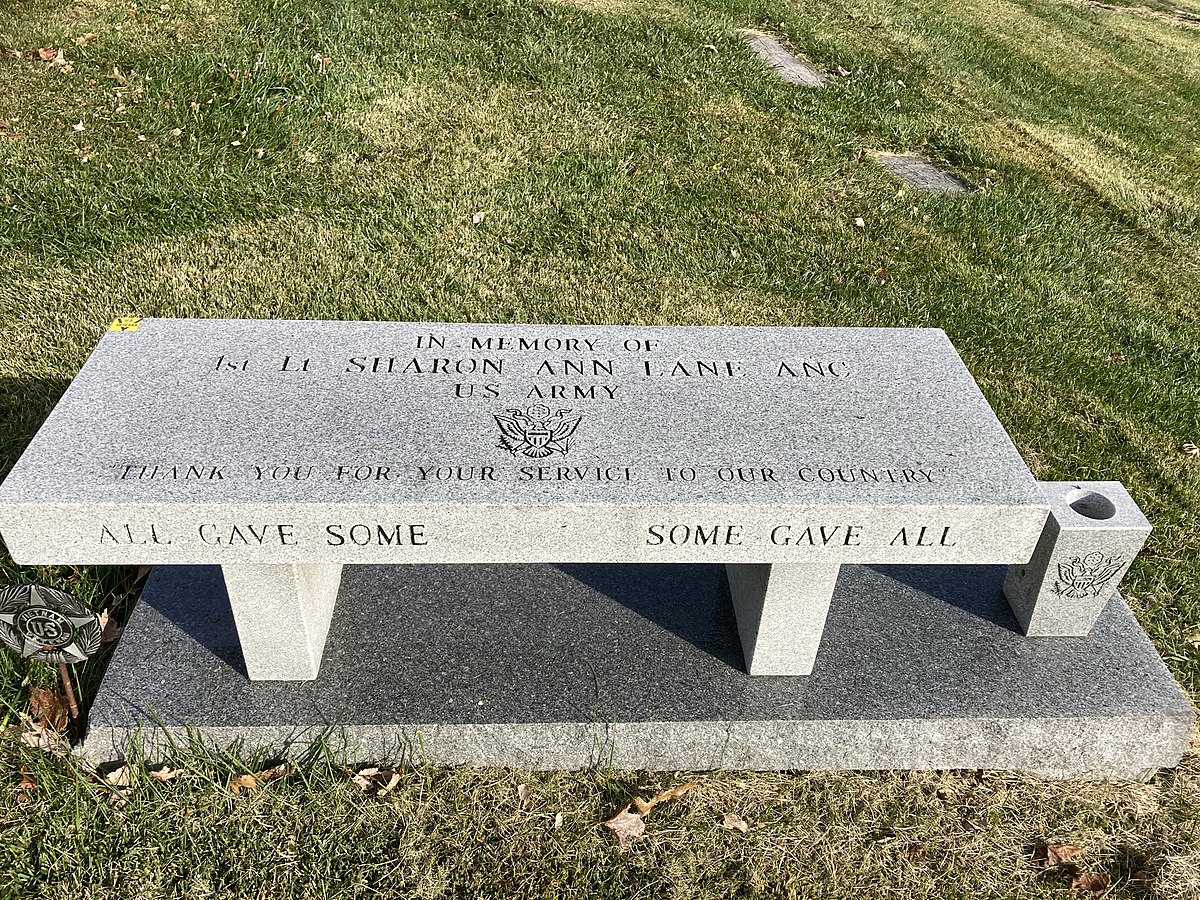 IN MEMORY OF
1st Lt SHARON ANN LANE ANC
US ARMY
"THANK YOU FOR YOUR SERVICE TO OUR COUNTRY"
ALL GAVE SOME SOME GAVE ALL
VIETNAM
US